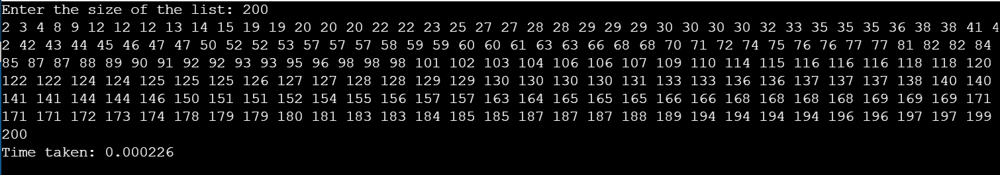 Enter the size of the list: 200
2 3 4 8 9 12 12 12 13 14 15 19 19 20 20 20 22 22 23 25 27 27 28 28 29 29 29 30 30 30 30 32 33 35 35 35 36 38 38 41 4
2 42 43 44 45 46 47 47 50 52 52 53 57 57 57 58 59 59 60 60 61 63 63 66 68 68 70 71 72 74 75 76 76 77 77 81 82 82 84
85 87 87 88 89 90 91 92 92 93 93 95 96 98 98 98 101 102 103 104 106 106 107 109 110 114 115 116 116 116 118 118 120
122 122 124 124 125 125 125 126 127 127 128 128 129 129 130 130 130 130 131 133 133 136 136 137 137 137 138 140 140
141 141 144 144 146 150 151 151 152 154 155 156 157 157 163 164 165 165 165 166 166 168 168 168 168 169 169 169 171
171 171 172 173 174 178 179 179 180 181 183 183 184 185 185 187 187 187 188 189 194 194 194 194 196 196 197 197 199
200
Time taken: 0.000226